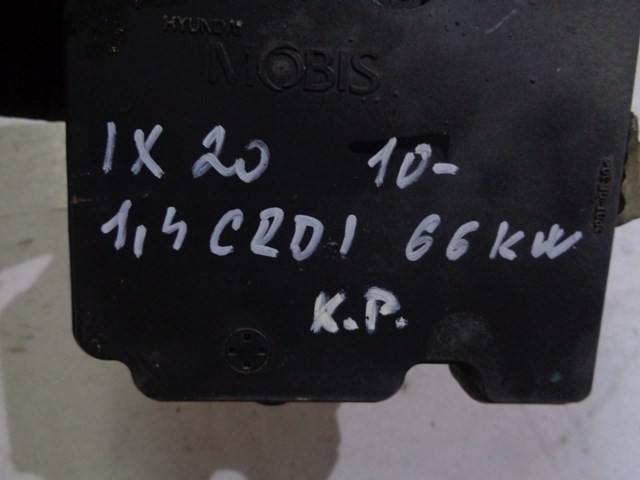 HYUNDAI
MOBIS
IX 20 10-
1,4 CRDI 66 KW
K.P.